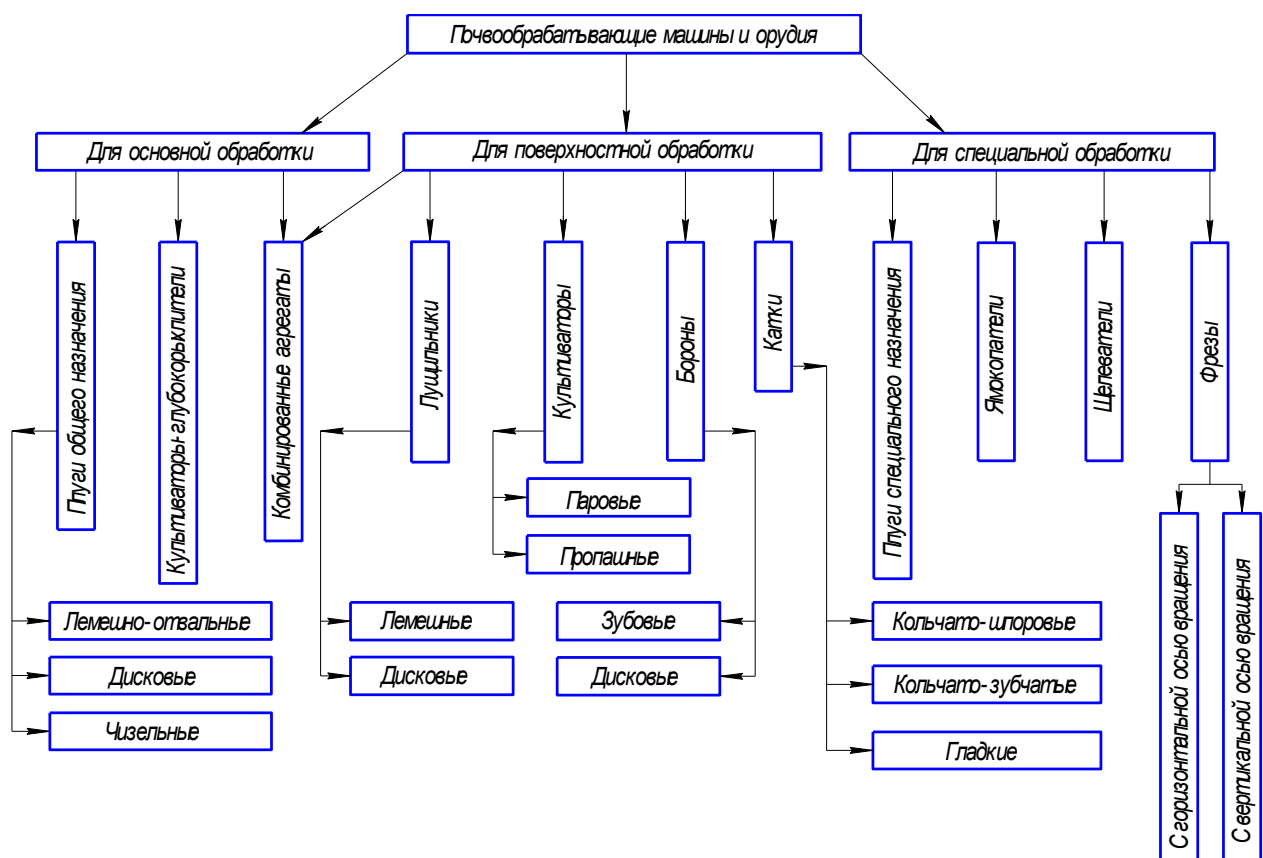 Почвообрабатывающие машины и орудия
Для основной обработки
Для поверхностной обработки
Для специальной обработки
Плуги общего назначения
Культиваторы-глубокорыхлители
Комбинированные агрегаты
Лущильники
Культиваторы
Бороны
Катки
Плуги специального назначения
Ямокопатели
Щелеватели
Фрезы
Паровые
Пропашные
Лемешно-отвальные
Дисковые
Чизельные
Лемешные
Дисковые
Зубовые
Дисковые
Кольчато-шпоровые
Кольчато-зубчатые
Гладкие
С горизонтальной осью вращения
С вертикальной осью вращения